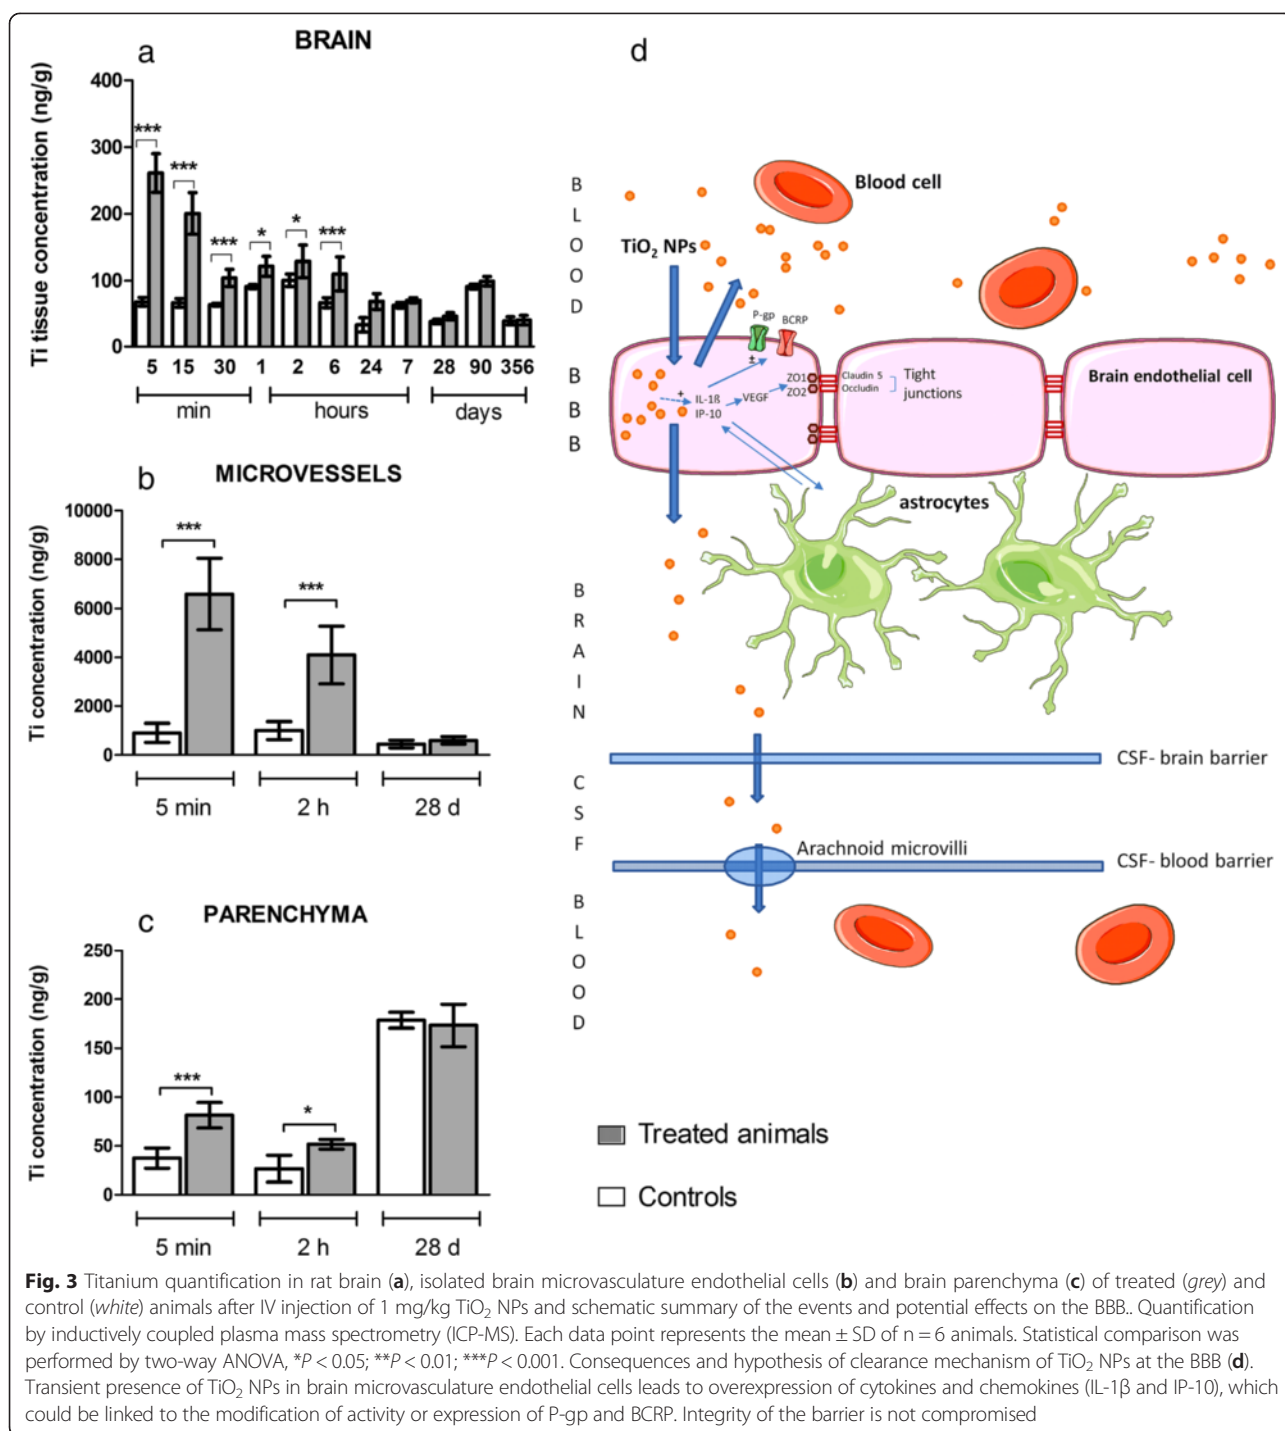 a
BRAIN
Ti tissue concentration (ng/g)
400
300
200
100
0
***
***
***
*
*
***
5 15 30 1 2 6 24 7 28 90 356
min hours days
b
MICROVESSELS
Ti concentration (ng/g)
10000
8000
6000
4000
2000
0
***
***
5 min 2 h 28 d
c
PARENCHYMA
Ti concentration (ng/g)
250
200
150
100
50
0
***
*
5 min 2 h 28 d
d
BLOOD
BBB
BRAIN
CSF
BLOOD
Blood cell
TiO2 NPs
P-gp
BCRP
±
+
IL-1ß
IP-10
VEGF
ZO1
ZO2
Claudin 5
Occludin
Tight
junctions
Brain endothelial cell
astrocytes
CSF- brain barrier
Arachnoid microvilli
CSF- blood barrier
Treated animals
Controls
Fig. 3 Titanium quantification in rat brain (a), isolated brain microvasculature endothelial cells (b) and brain parenchyma (c) of treated (grey) and
control (white) animals after IV injection of 1 mg/kg TiO2 NPs and schematic summary of the events and potential effects on the BBB.. Quantification
by inductively coupled plasma mass spectrometry (ICP-MS). Each data point represents the mean ± SD of n = 6 animals. Statistical comparison was
performed by two-way ANOVA, *P < 0.05; **P < 0.01; ***P < 0.001. Consequences and hypothesis of clearance mechanism of TiO2 NPs at the BBB (d).
Transient presence of TiO2 NPs in brain microvasculature endothelial cells leads to overexpression of cytokines and chemokines (IL-1β and IP-10), which
could be linked to the modification of activity or expression of P-gp and BCRP. Integrity of the barrier is not compromised